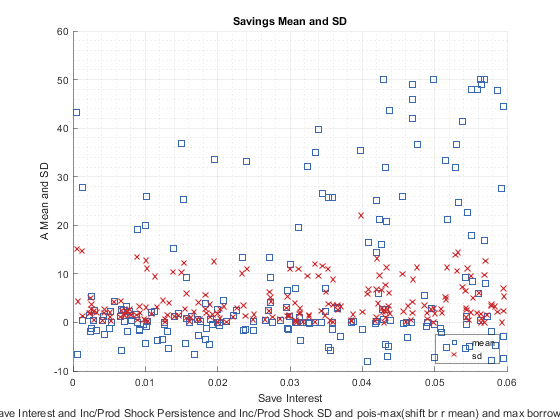 Savings Mean and SD
60
50
40
30
20
10
0
-10
A Mean and SD
0
0.01
0.02
0.03
0.04
0.05
0.06
Save Interest
mean
sd
ave Interest and Inc/Prod Shock Persistence and Inc/Prod Shock SD and pois-max(shift br r mean) and max borrow